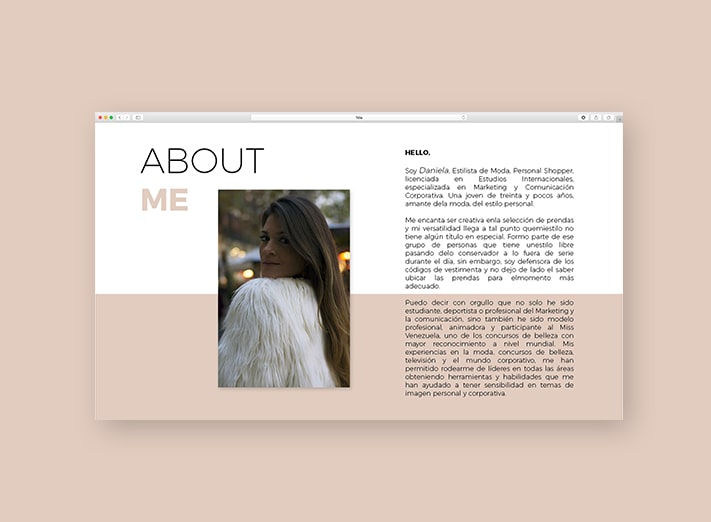 Title
ABOUT
ME
HELLO,
Soy Daniela, Estilista de Moda, Personal Shopper,
licenciada en Estudios Internacionales,
especializada en Marketing y Comunicación
Corporativa. Una joven de treinta y pocos años,
amante dela moda, del estilo personal.
Me encanta ser creativa enla selección de prendas
y mi versatilidad llega a tal punto quemiestilo no
tiene algún título en especial. Formo parte de ese
grupo de personas que tiene unestilo libre
pasando delo conservador a lo fuera de serie
durante el día, sin embargo, soy defensora de los
códigos de vestimenta y no dejo de lado el saber
ubicar las prendas para elmomento más
adecuado.
Puedo decir con orgullo que no solo he sido
estudiante, deportista o profesional del Marketing y
la comunicación, sino también he sido modelo
profesional, animadora y participante al Miss
Venezuela, uno de los concursos de belleza con
mayor reconocimiento a nivel mundial. Mis
experiencias en la moda, concursos de belleza,
televisión y el mundo corporativo, me han
permitido rodearme de líderes en todas las áreas
obteniendo herramientas y habilidades que me
han ayudado a tener sensibilidad en temas de
imagen personal y corporativa.